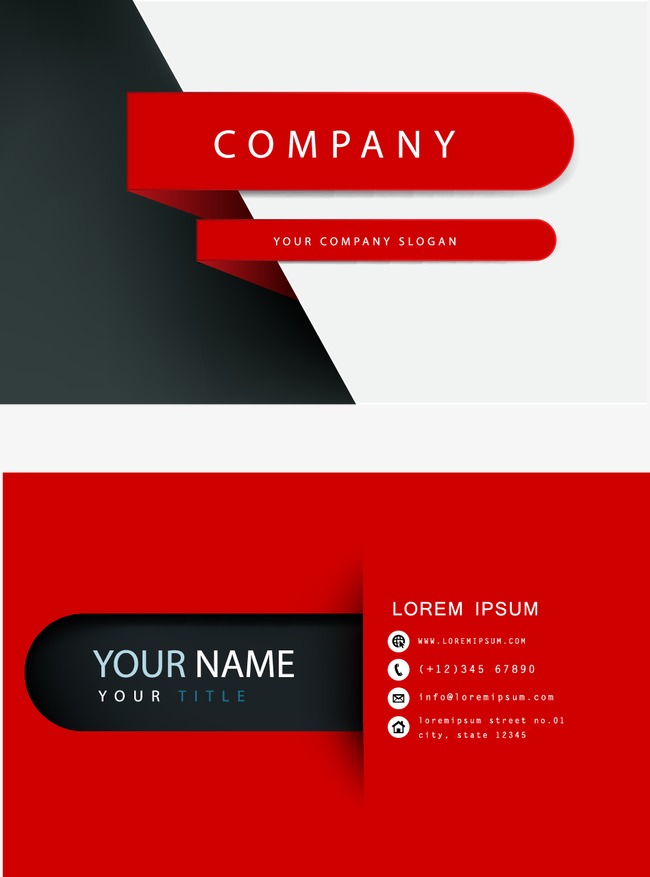 COMPANY
YOUR COMPANY SLOGAN
YOUR NAME
YOUR TITLE
LOREM IPSUM
WWW.LOREMIPSUM.COM
(+12)345 67890
info@loremipsum.com
loremipsum street no.01
city, state 12345